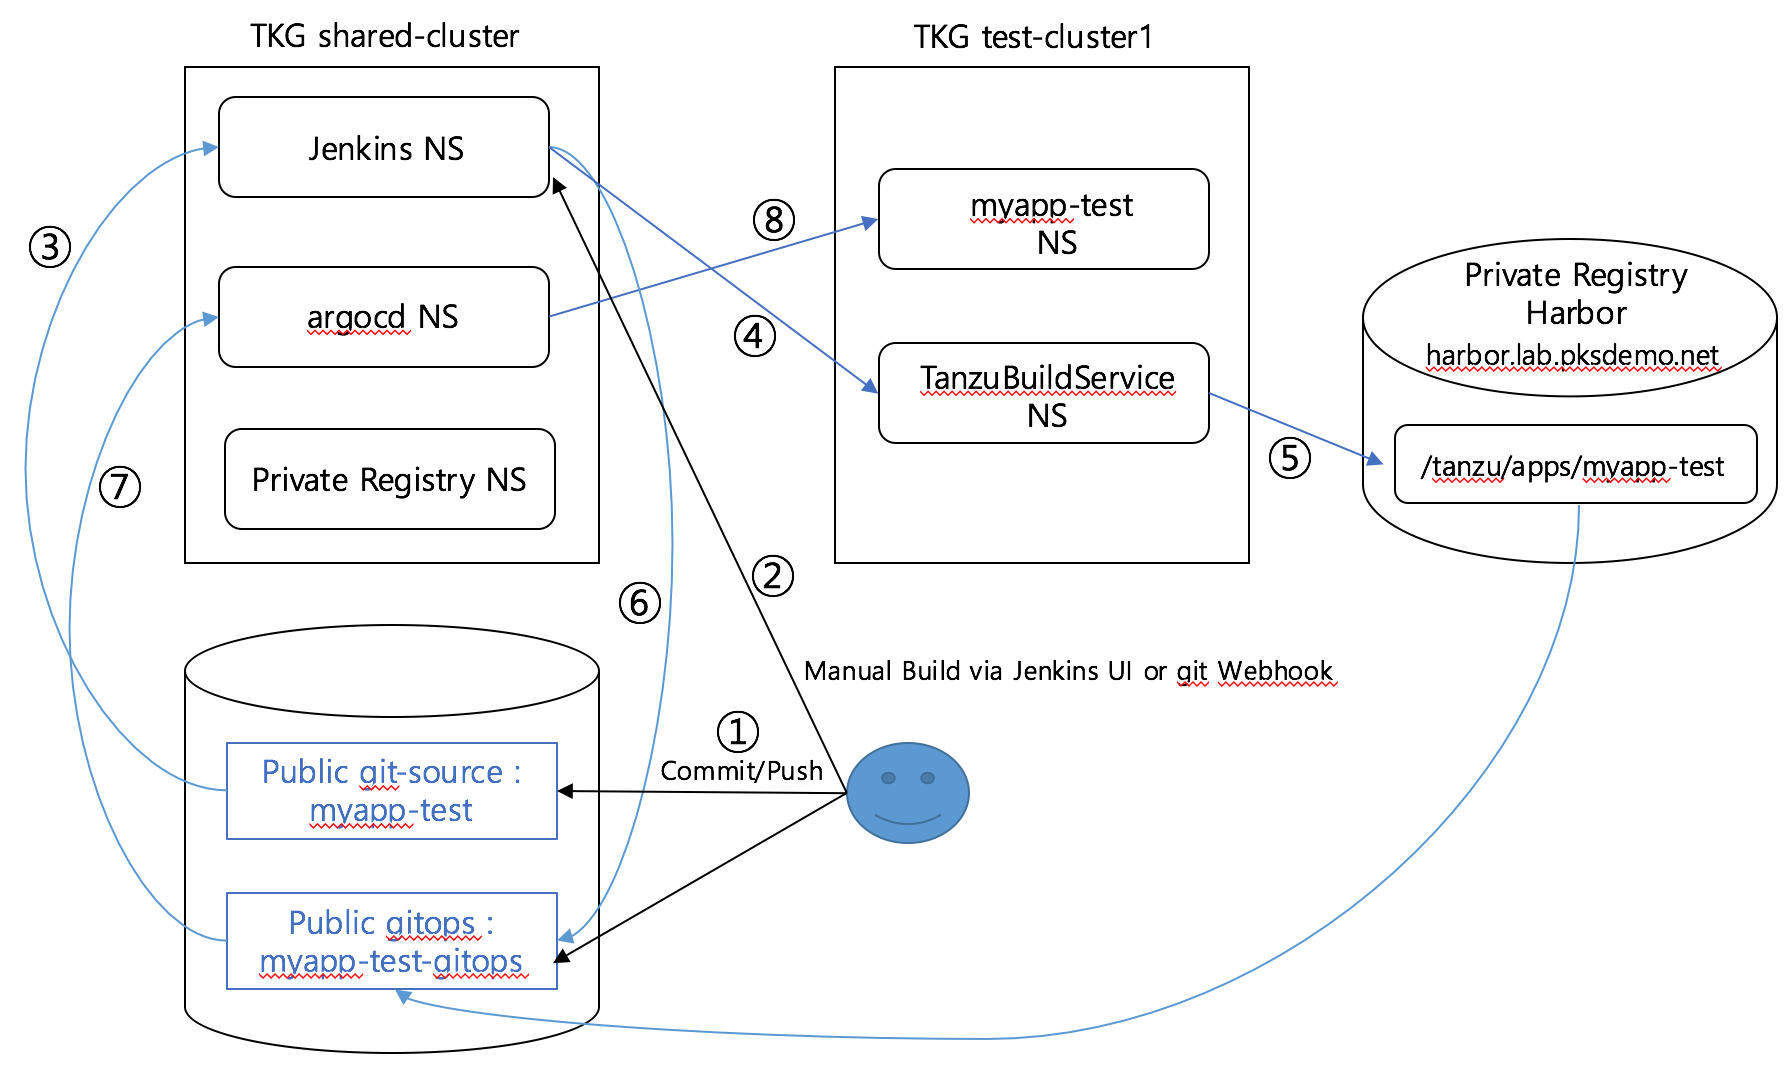 TKG shared-cluster
Jenkins NS
argocd NS
Private Registry NS
TKG test-cluster1
myapp-test
NS
TanzuBuildService
NS
Private Registry
Harbor
harbor.lab.pksdemo.net
/tanzu/apps/myapp-test
③
⑦
⑧
④
⑤
②
⑥
Manual Build via Jenkins UI or git Webhook
①
Commit/Push
Public git-source :
myapp-test
Public gitops :
myapp-test-gitops